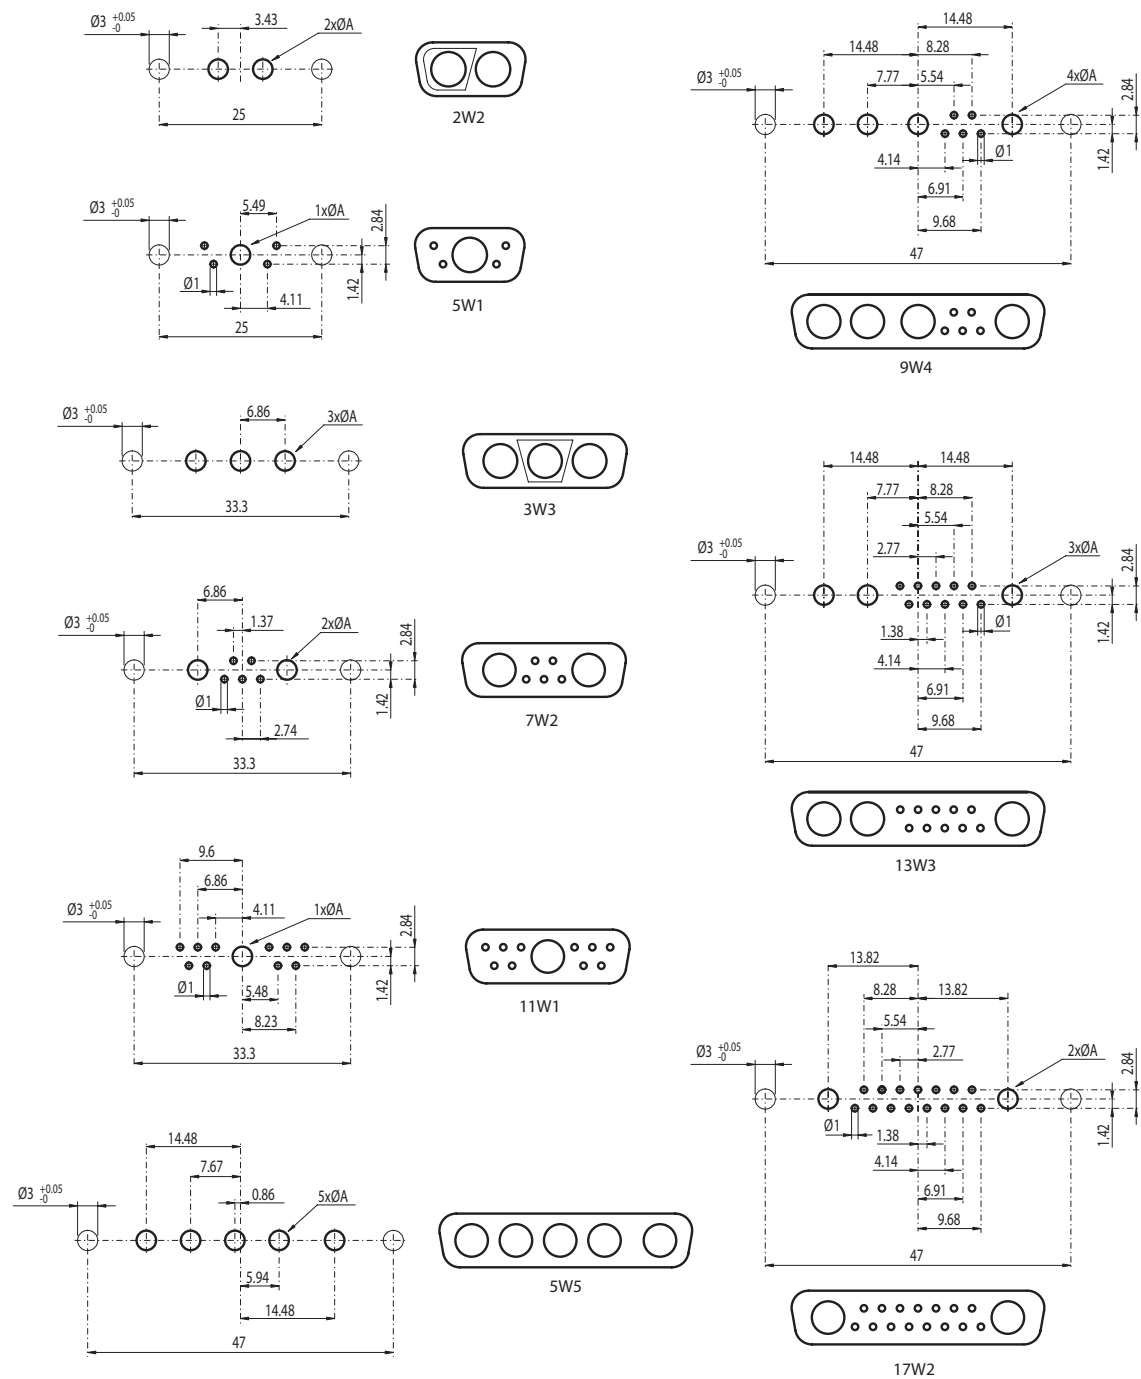 Ø3 +0.05 -0
3.43
2xØA
25
2W2
Ø3 +0.05 -0
5.49
1xØA
2.84
1.42
Ø1
4.11
25
5W1
Ø3 +0.05 -0
6.86
3xØA
33.3
3W3
6.86
Ø3 +0.05 -0
1.37
2xØA
2.84
1.42
Ø1
2.74
33.3
7W2
9.6
6.86
Ø3 +0.05 -0
4.11
1xØA
2.84
1.42
Ø1
5.48
8.23
33.3
11W1
14.48
7.67
Ø3 +0.05 -0
0.86
5xØA
5.94
14.48
47
5W5
14.48
14.48
8.28
Ø3 +0.05 -0
7.77
5.54
4xØA
2.84
1.42
4.14
Ø1
6.91
9.68
47
9W4
14.48
14.48
7.77
8.28
5.54
Ø3 +0.05 -0
2.77
3xØA
2.84
1.42
Ø1
1.38
4.14
6.91
9.68
47
13W3
13.82
8.28
13.82
5.54
Ø3 +0.05 -0
2.77
2xØA
2.84
1.42
Ø1
1.38
4.14
6.91
9.68
47
17W2